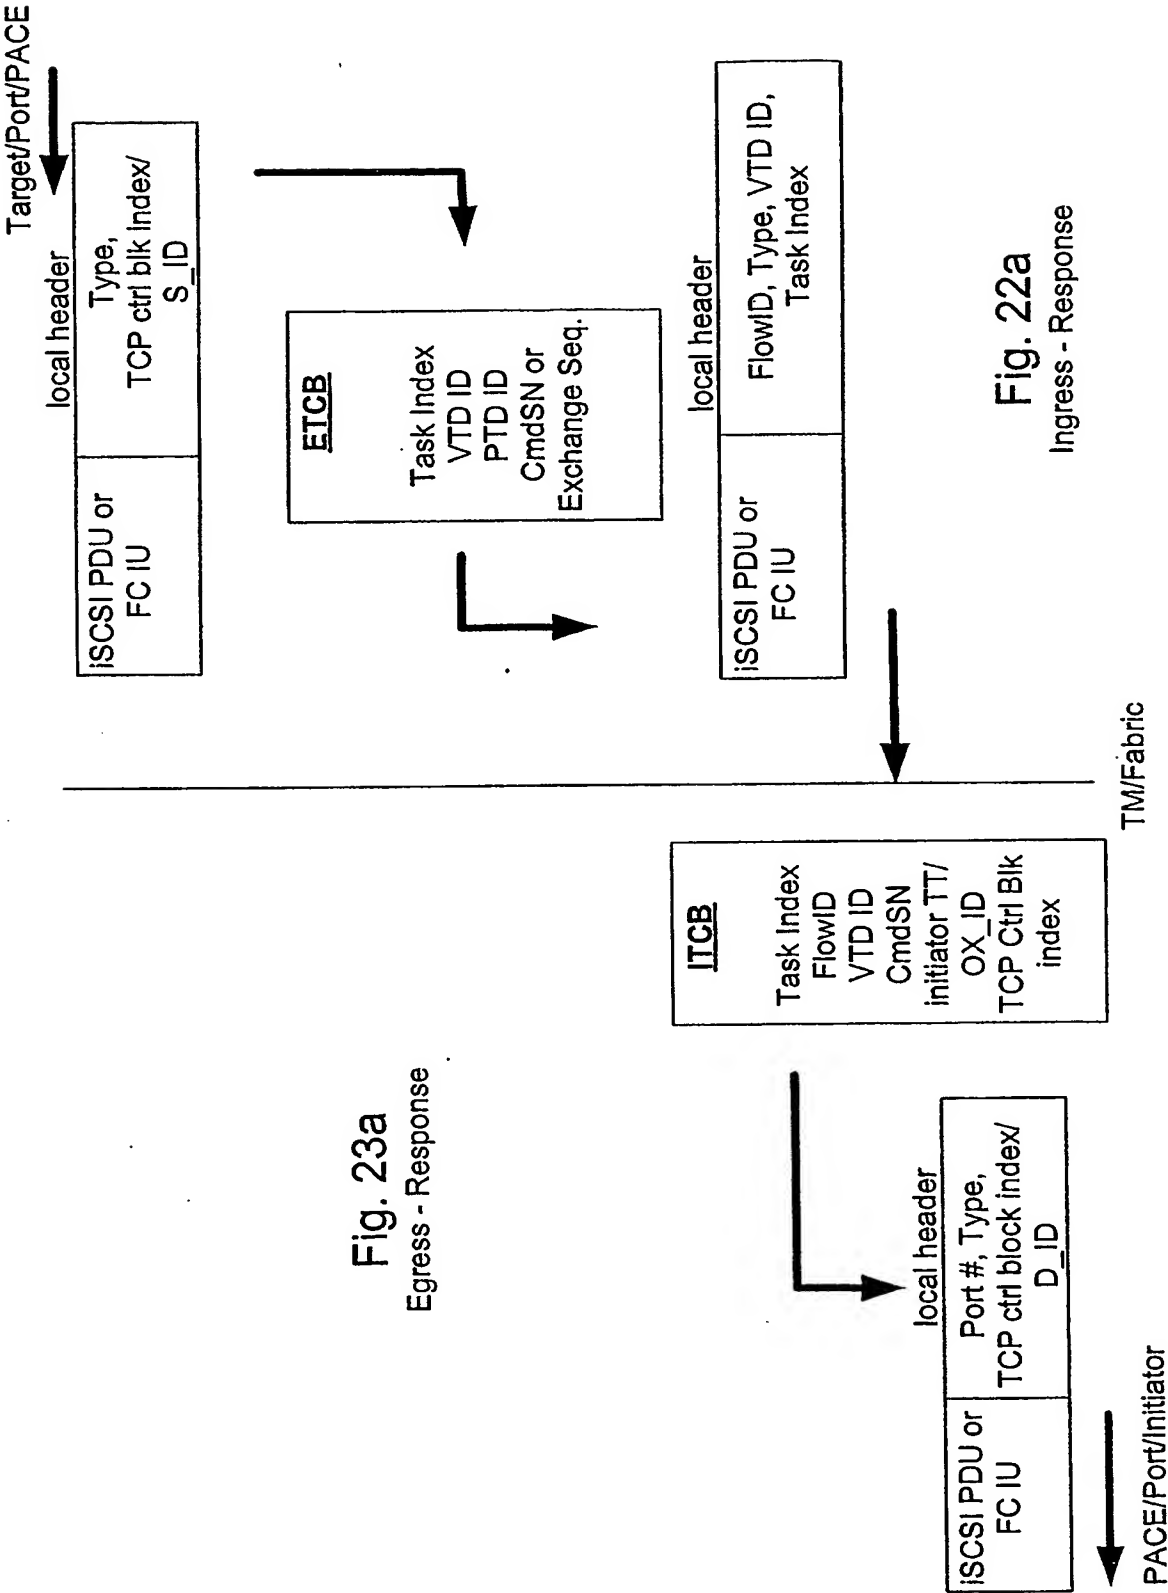 Target/Port/PACE
local header
iSCSI PDU or
FC IU
Type,
TCP ctrl blk index/
S_ID
ETCB
Task Index
VTD ID
PTD ID
CmdSN or
Exchange Seq.
local header
iSCSI PDU or
FC IU
FlowID, Type, VTD ID,
Task Index
Fig. 22a
Ingress - Response
TM/Fabric
Fig. 23a
Egress - Response
ITCB
Task Index
FlowID
VTD ID
CmdSN
initiator TT/
OX_ID
TCP Ctrl Blk
index
local header
iSCSI PDU or
FC IU
Port #, Type,
TCP ctrl block index/
D_ID
PACE/Port/Initiator